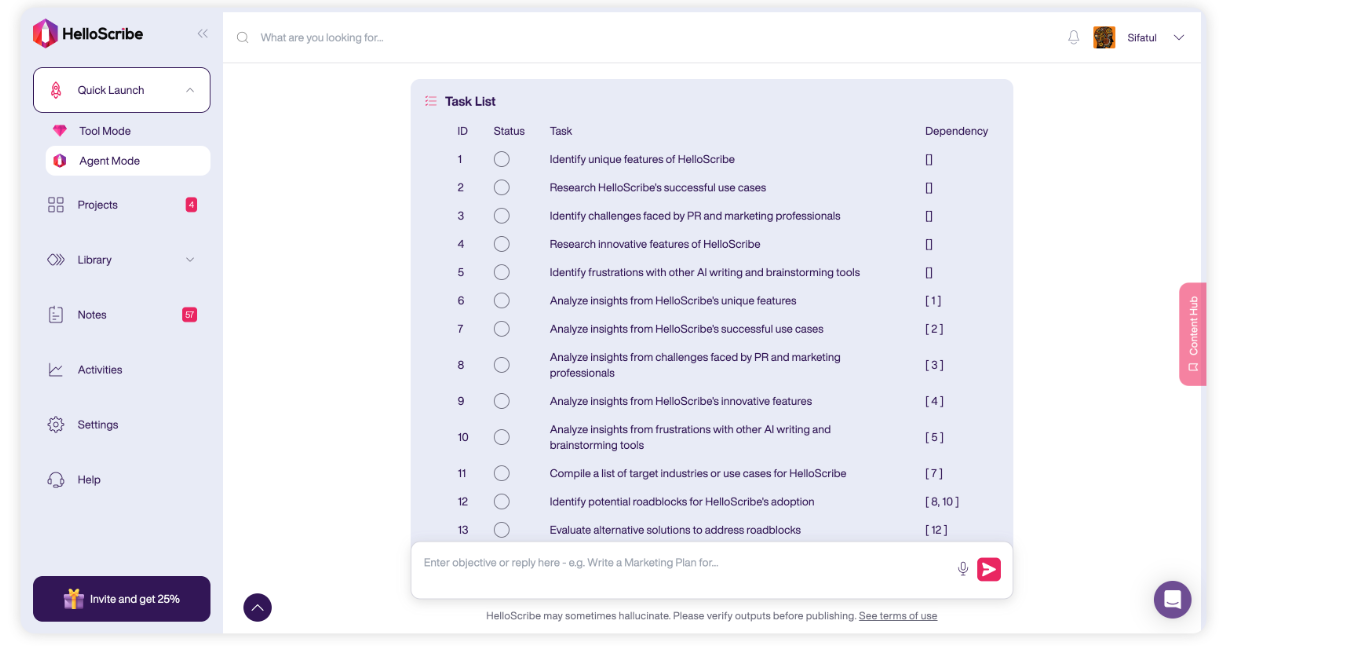 HelloScribe
What are you looking for...
Sifatul
Quick Launch
Tool Mode
Agent Mode
Projects 4
Library
Notes 57
Activities
Settings
Help
Invite and get 25%
Task List
ID Status Task Dependency
1 Identify unique features of HelloScribe []
2 Research HelloScribe's successful use cases []
3 Identify challenges faced by PR and marketing professionals []
4 Research innovative features of HelloScribe []
5 Identify frustrations with other AI writing and brainstorming tools []
6 Analyze insights from HelloScribe's unique features [ 1 ]
7 Analyze insights from HelloScribe's successful use cases [ 2 ]
8 Analyze insights from challenges faced by PR and marketing
professionals [ 3 ]
9 Analyze insights from HelloScribe's innovative features [ 4 ]
10 Analyze insights from frustrations with other AI writing and
brainstorming tools [ 5 ]
11 Compile a list of target industries or use cases for HelloScribe [ 7 ]
12 Identify potential roadblocks for HelloScribe's adoption [ 8, 10 ]
13 Evaluate alternative solutions to address roadblocks [ 12 ]
Enter objective or reply here - e.g. Write a Marketing Plan for...
HelloScribe may sometimes hallucinate. Please verify outputs before publishing. See terms of use
Content Hub